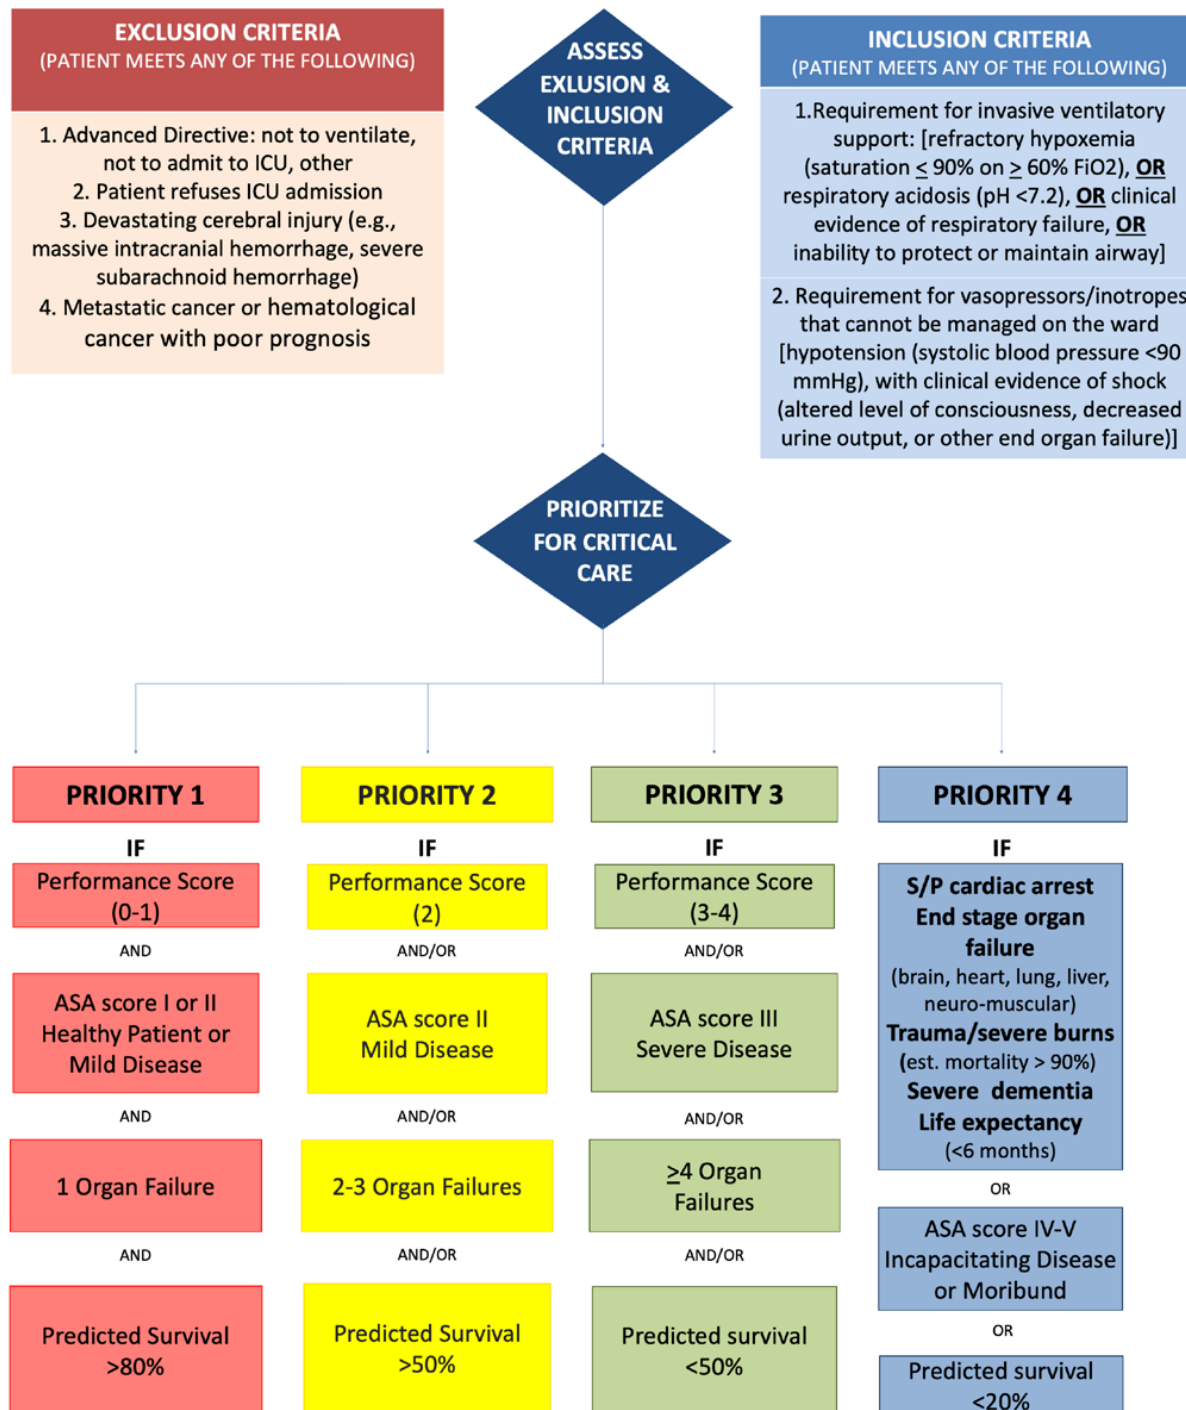 EXCLUSION CRITERIA
(PATIENT MEETS ANY OF THE FOLLOWING)
1. Advanced Directive: not to ventilate,
not to admit to ICU, other
2. Patient refuses ICU admission
3. Devastating cerebral injury (e.g.,
massive intracranial hemorrhage, severe
subarachnoid hemorrhage)
4. Metastatic cancer or hematological
cancer with poor prognosis
ASSESS
EXLUSION &
INCLUSION
CRITERIA
INCLUSION CRITERIA
(PATIENT MEETS ANY OF THE FOLLOWING)
1.Requirement for invasive ventilatory
support: [refractory hypoxemia
(saturation ≤ 90% on ≥ 60% FiO2), OR
respiratory acidosis (pH <7.2), OR clinical
evidence of respiratory failure, OR
inability to protect or maintain airway]
2. Requirement for vasopressors/inotropes
that cannot be managed on the ward
[hypotension (systolic blood pressure <90
mmHg), with clinical evidence of shock
(altered level of consciousness, decreased
urine output, or other end organ failure)]
PRIORITIZE
FOR CRITICAL
CARE
PRIORITY 1
IF
Performance Score
(0-1)
AND
ASA score I or II
Healthy Patient or
Mild Disease
AND
1 Organ Failure
AND
Predicted Survival
>80%
PRIORITY 2
IF
Performance Score
(2)
AND/OR
ASA score II
Mild Disease
AND/OR
2-3 Organ Failures
AND/OR
Predicted Survival
>50%
PRIORITY 3
IF
Performance Score
(3-4)
AND/OR
ASA score III
Severe Disease
AND/OR
≥4 Organ
Failures
AND/OR
Predicted survival
<50%
PRIORITY 4
IF
S/P cardiac arrest
End stage organ
failure
(brain, heart, lung, liver,
neuro-muscular)
Trauma/severe burns
(est. mortality > 90%)
Severe dementia
Life expectancy
(<6 months)
OR
ASA score IV-V
Incapacitating Disease
or Moribund
OR
Predicted survival
<20%